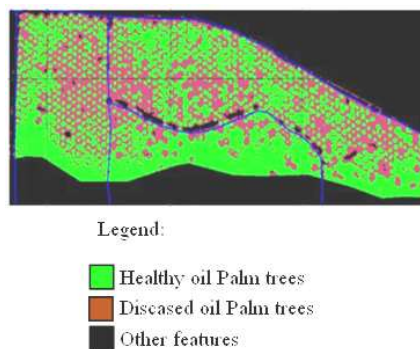 Legend:
Healthy oil Palm trees
Discased oil Palm trees
Other features